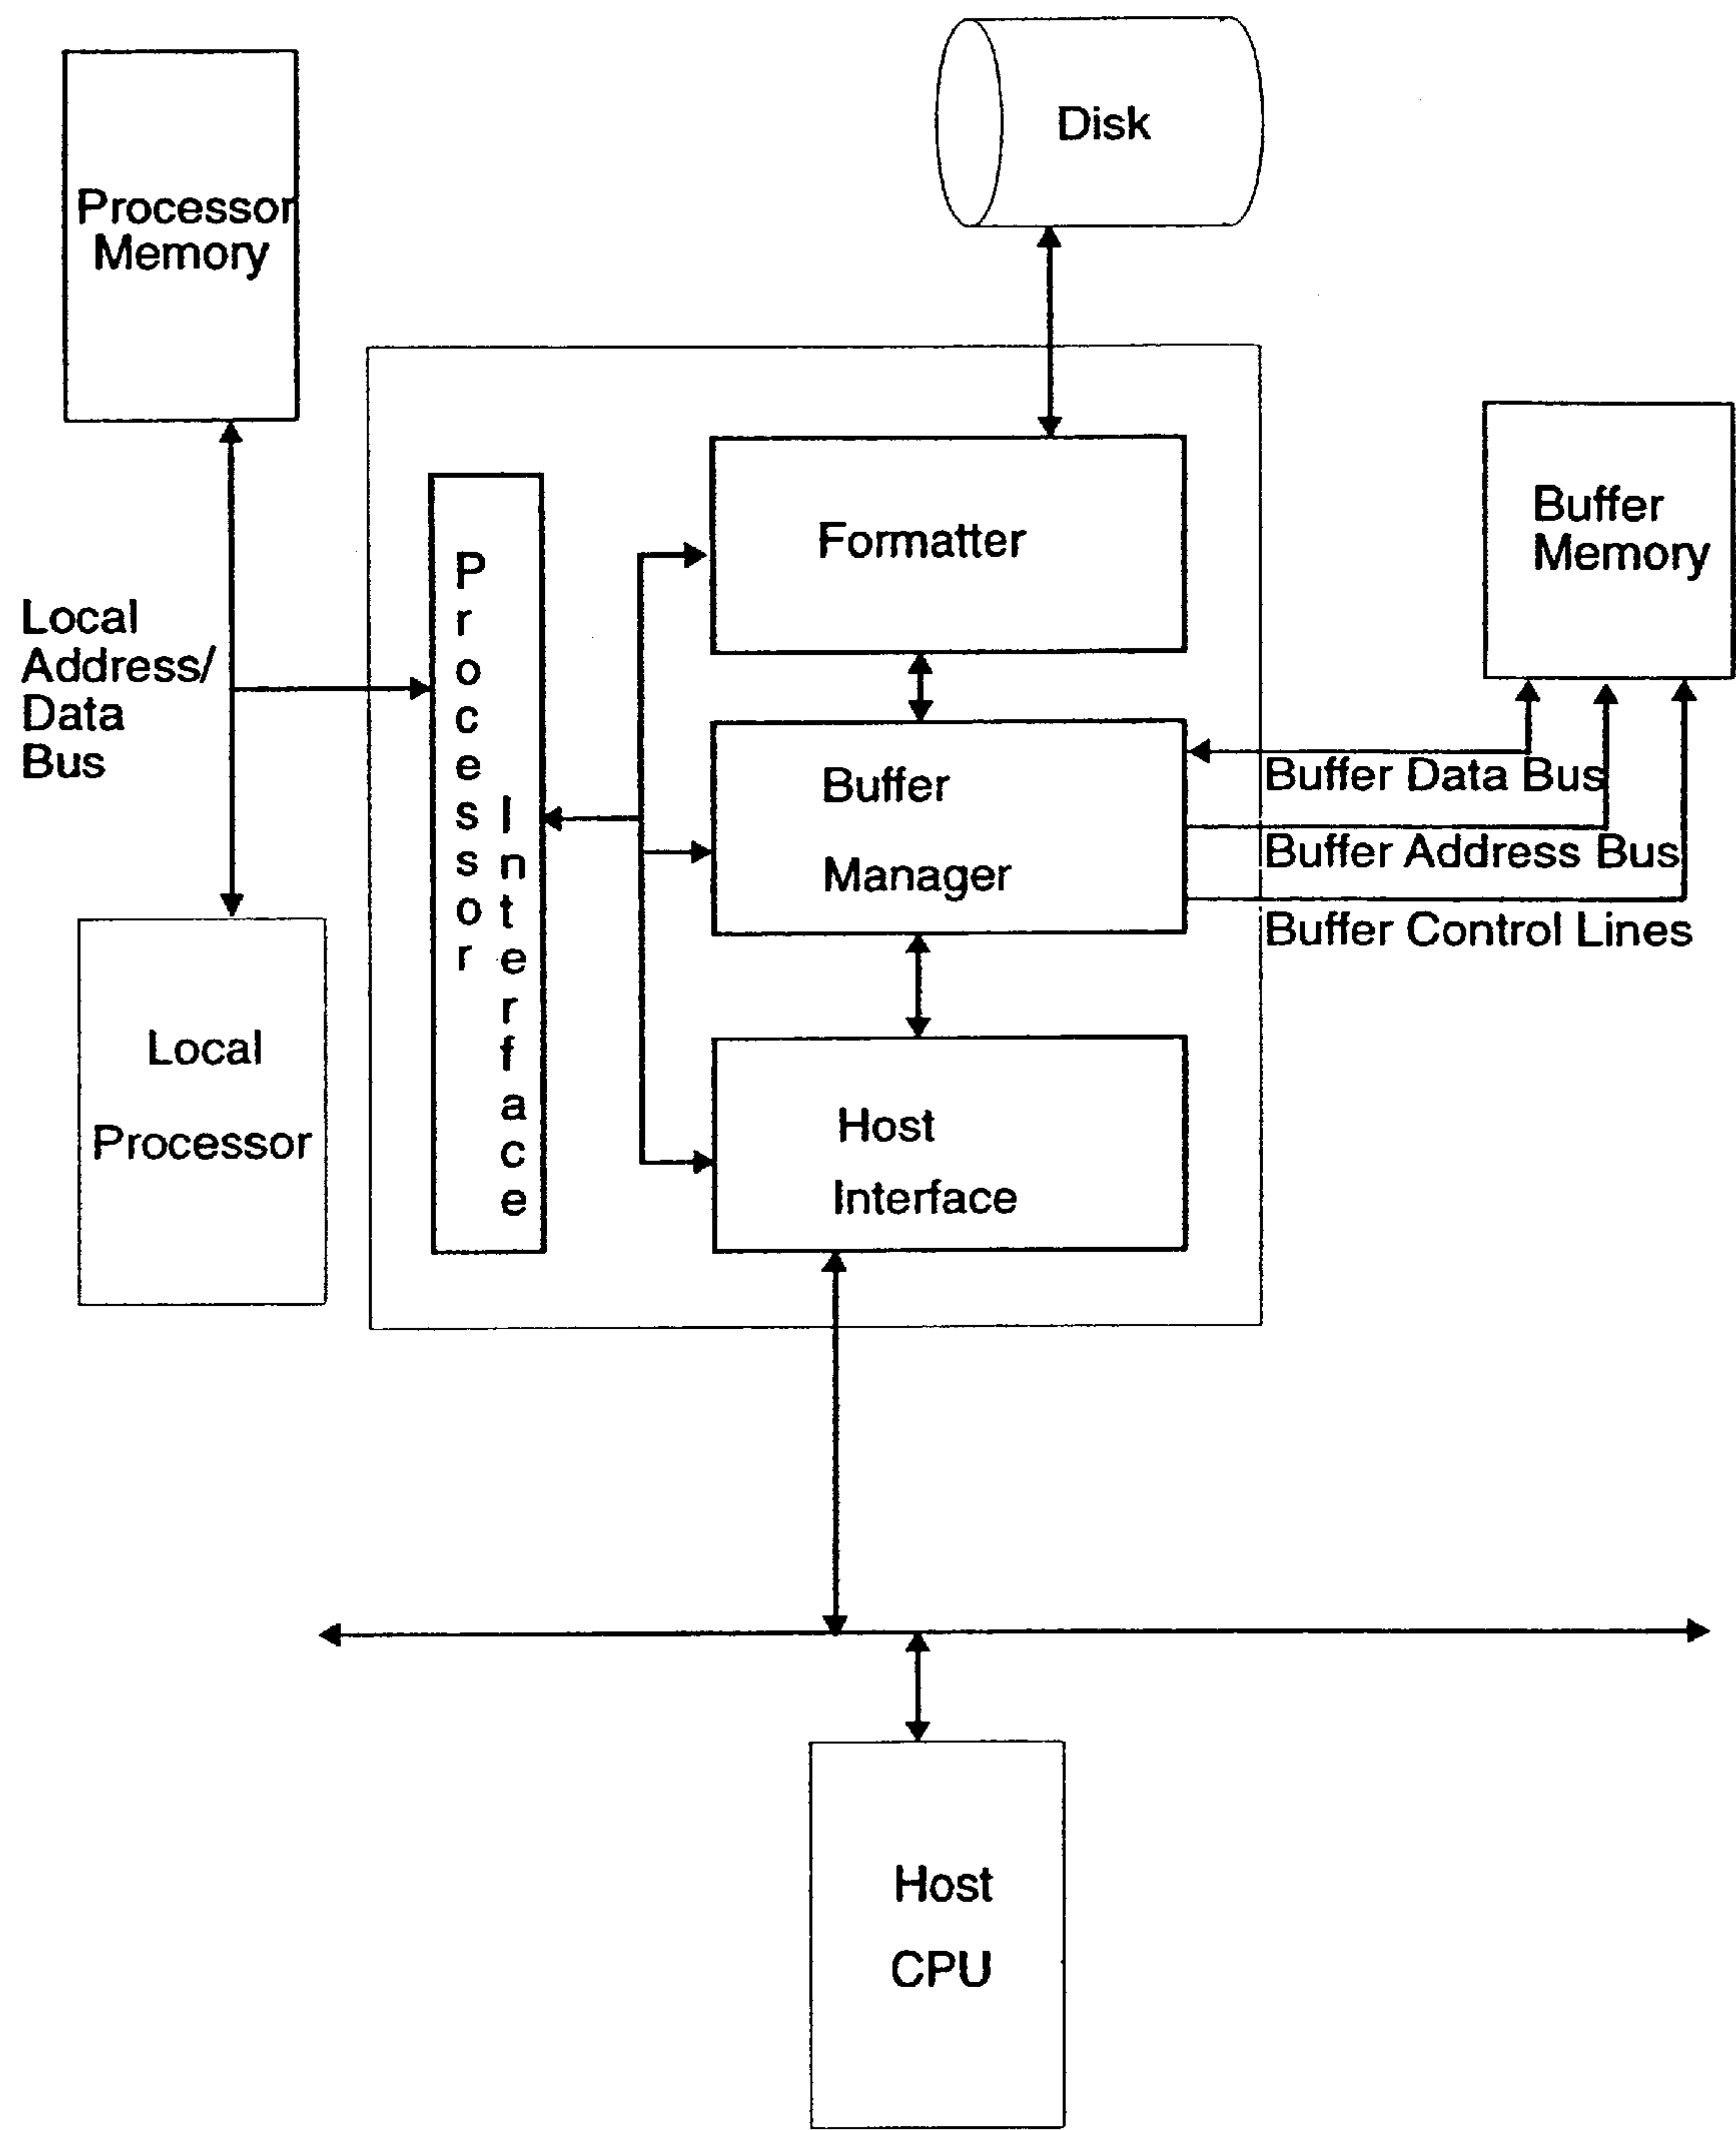 Disk
Processor
Memory
Formatter
Buffer
Memory
Local
Address/
Data
Bus
Processor
Interface
Buffer
Manager
Buffer Data Bus
Buffer Address Bus
Buffer Control Lines
Local
Processor
Host
Interface
Host
CPU